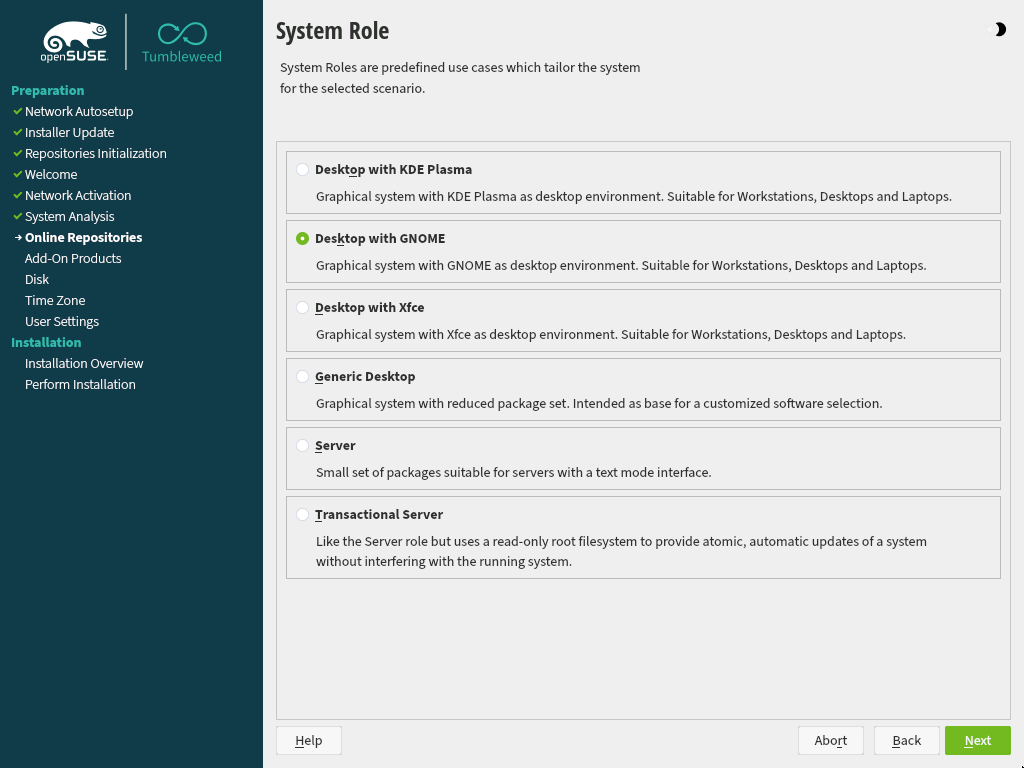 openSUSE
Tumbleweed
Preparation
Network Autosetup
Installer Update
Repositories Initialization
Welcome
Network Activation
System Analysis
Online Repositories
Add-On Products
Disk
Time Zone
User Settings
Installation
Installation Overview
Perform Installation
System Role
System Roles are predefined use cases which tailor the system
for the selected scenario.
Desktop with KDE Plasma
Graphical system with KDE Plasma as desktop environment. Suitable for Workstations, Desktops and Laptops.
Desktop with GNOME
Graphical system with GNOME as desktop environment. Suitable for Workstations, Desktops and Laptops.
Desktop with Xfce
Graphical system with Xfce as desktop environment. Suitable for Workstations, Desktops and Laptops.
Generic Desktop
Graphical system with reduced package set. Intended as base for a customized software selection.
Server
Small set of packages suitable for servers with a text mode interface.
Transactional Server
Like the Server role but uses a read-only root filesystem to provide atomic, automatic updates of a system
without interfering with the running system.
Help
Abort
Back
Next